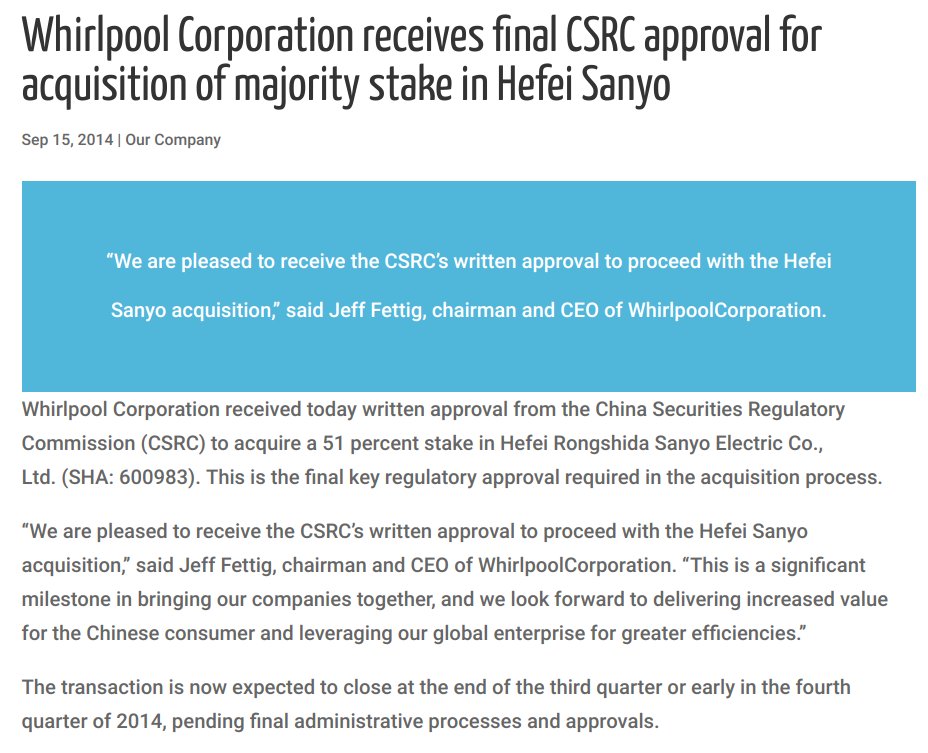 Whirlpool Corporation receives final CSRC approval for
acquisition of majority stake in Hefei Sanyo
Sep 15, 2014 | Our Company
“We are pleased to receive the CSRC’s written approval to proceed with the Hefei
Sanyo acquisition,” said Jeff Fettig, chairman and CEO of WhirlpoolCorporation.
Whirlpool Corporation received today written approval from the China Securities Regulatory
Commission (CSRC) to acquire a 51 percent stake in Hefei Rongshida Sanyo Electric Co.,
Ltd. (SHA: 600983). This is the final key regulatory approval required in the acquisition process.
“We are pleased to receive the CSRC’s written approval to proceed with the Hefei Sanyo
acquisition,” said Jeff Fettig, chairman and CEO of WhirlpoolCorporation. “This is a significant
milestone in bringing our companies together, and we look forward to delivering increased value
for the Chinese consumer and leveraging our global enterprise for greater efficiencies.”
The transaction is now expected to close at the end of the third quarter or early in the fourth
quarter of 2014, pending final administrative processes and approvals.